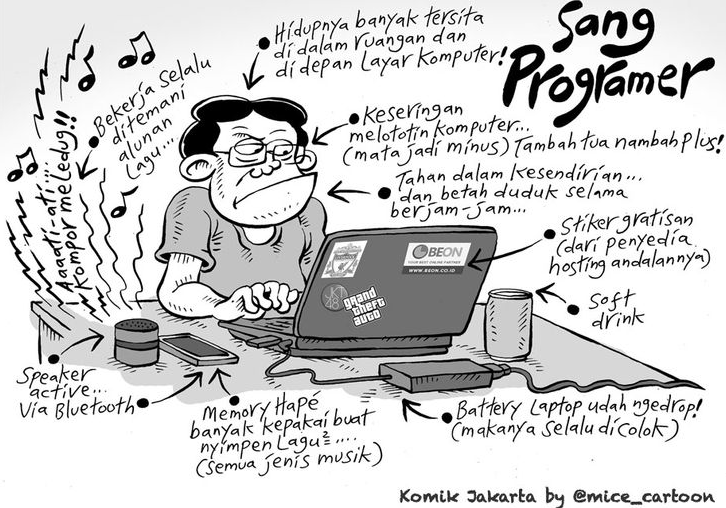 Sang
Programer
Hidupnya banyak tersita
di dalam ruangan dan
di depan Layar Komputer!
Bekerja selalu
ditemani
alunan
Lagu...
Aaaati-ati...
Kompor meledug!!
Keseringan
melototin komputer...
(mata jadi minus) Tambah tua nambah plus!
Tahan dalam kesendirian...
dan betah duduk selama
berjam-jam...
Stiker gratisan
(dari penyedia
hosting andalannya)
BEON
YOUR BEST ONLINE PARTNER
WWW.BEON.CO.ID
JKT
48
grand
theft
auto
Soft
drink
Speaker
active...
Via Bluetooth
Memory Hapé
banyak kepakai buat
nyimpen Lagu²....
(semua jenis musik)
Battery Laptop udah ngedrop!
(makanya selalu dicolok)
Komik Jakarta by @mice_cartoon